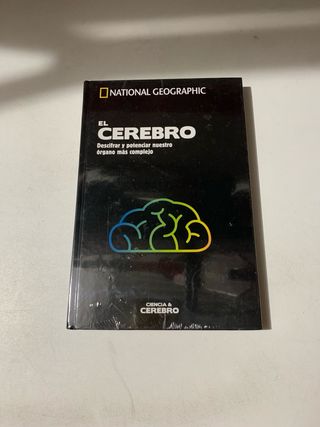 NATIONAL GEOGRAPHIC
EL
CEREBRO
Descifrar y potenciar nuestro
órgano más complejo
CIENCIA &
CEREBRO